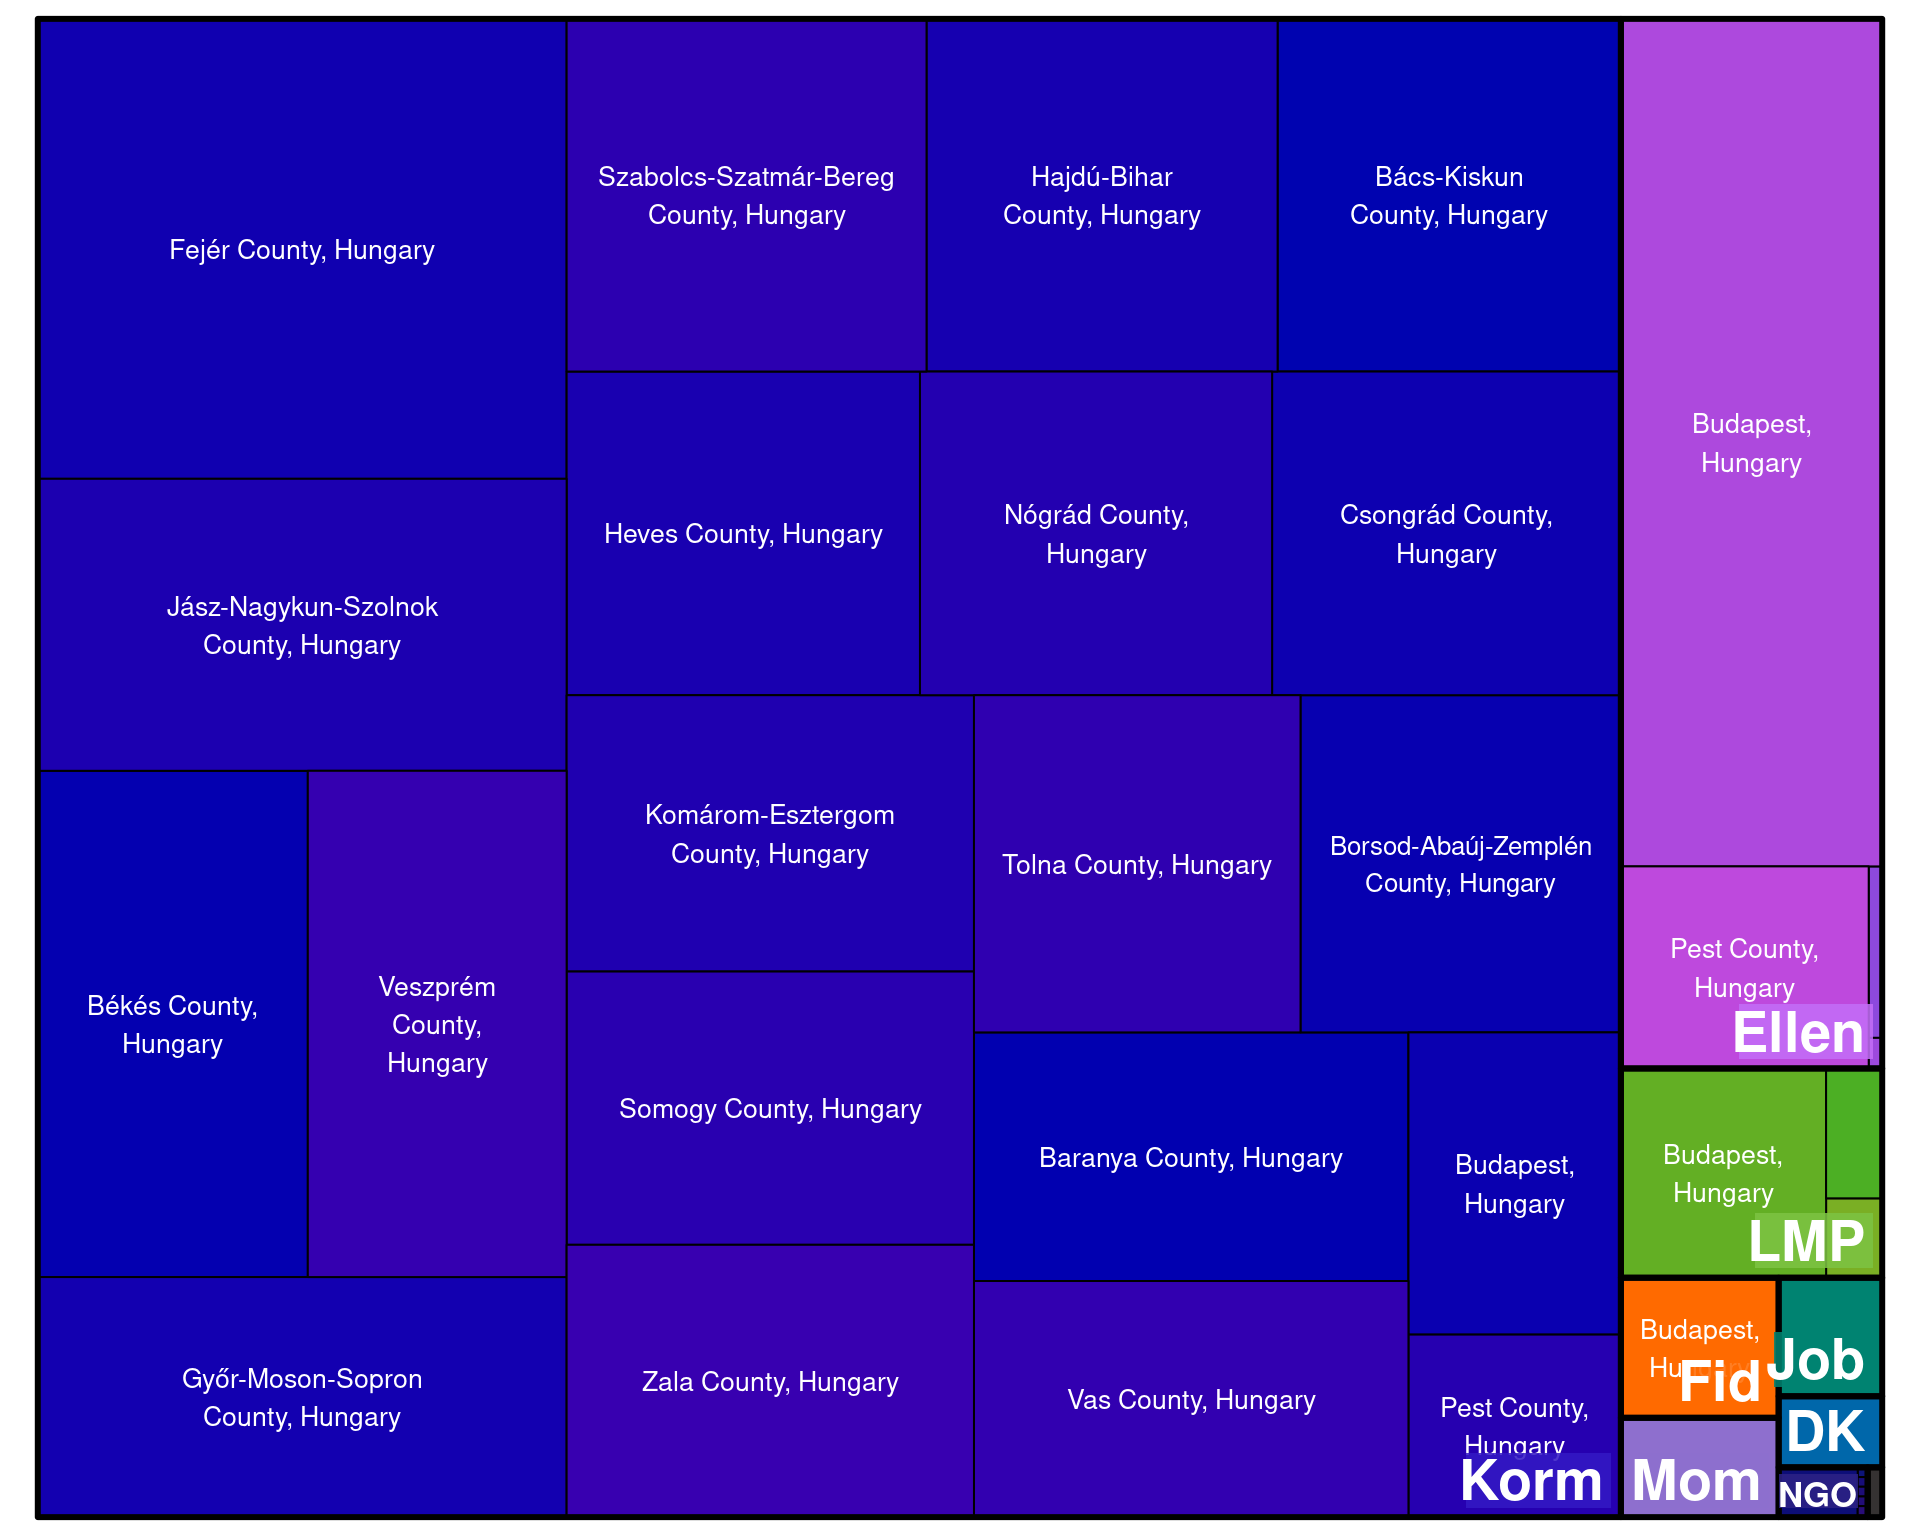 Fejér County, Hungary
Szabolcs-Szatmár-Bereg
County, Hungary
Hajdú-Bihar
County, Hungary
Bács-Kiskun
County, Hungary
Budapest,
Hungary
Heves County, Hungary
Nógrád County,
Hungary
Csongrád County,
Hungary
Jász-Nagykun-Szolnok
County, Hungary
Komárom-Esztergom
County, Hungary
Tolna County, Hungary
Borsod-Abaúj-Zemplén
County, Hungary
Békés County,
Hungary
Veszprém
County,
Hungary
Pest County,
Hungary
Ellen
Somogy County, Hungary
Baranya County, Hungary
Budapest,
Hungary
Budapest,
Hungary
LMP
Győr-Moson-Sopron
County, Hungary
Zala County, Hungary
Vas County, Hungary
Pest County,
Hungary
Korm
Budapest,
Fid
Job
DK
Mom
NGO